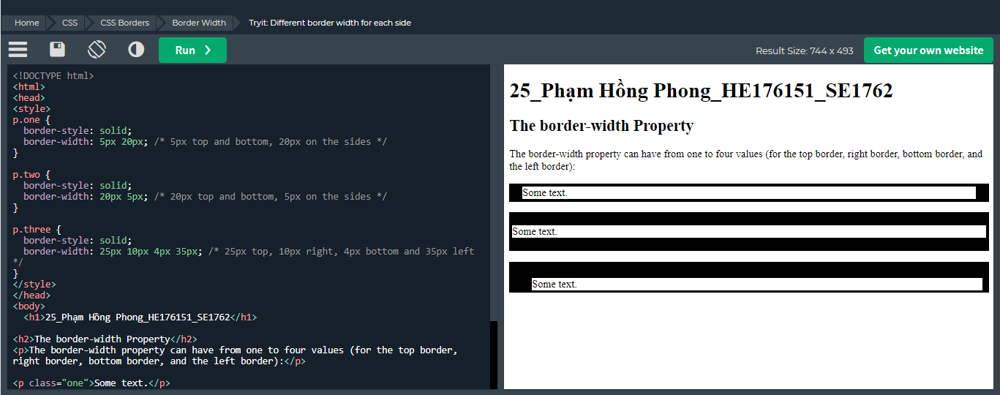 Home CSS CSS Borders Border Width Tryit: Different border width for each side
Run ❯ Result Size: 744 x 493 Get your own website
<!DOCTYPE html>
<html>
<head>
<style>
p.one {
  border-style: solid;
  border-width: 5px 20px; /* 5px top and bottom, 20px on the sides */
}
p.two {
  border-style: solid;
  border-width: 20px 5px; /* 20px top and bottom, 5px on the sides */
}
p.three {
  border-style: solid;
  border-width: 25px 10px 4px 35px; /* 25px top, 10px right, 4px bottom and 35px left
*/
}
</style>
</head>
<body>
  <h1>25_Phạm Hồng Phong_HE176151_SE1762</h1>
<h2>The border-width Property</h2>
<p>The border-width property can have from one to four values (for the top border,
right border, bottom border, and the left border):</p>
<p class="one">Some text.</p>
25_Phạm Hồng Phong_HE176151_SE1762
The border-width Property
The border-width property can have from one to four values (for the top border, right border, bottom border, and
the left border):
Some text.
Some text.
Some text.